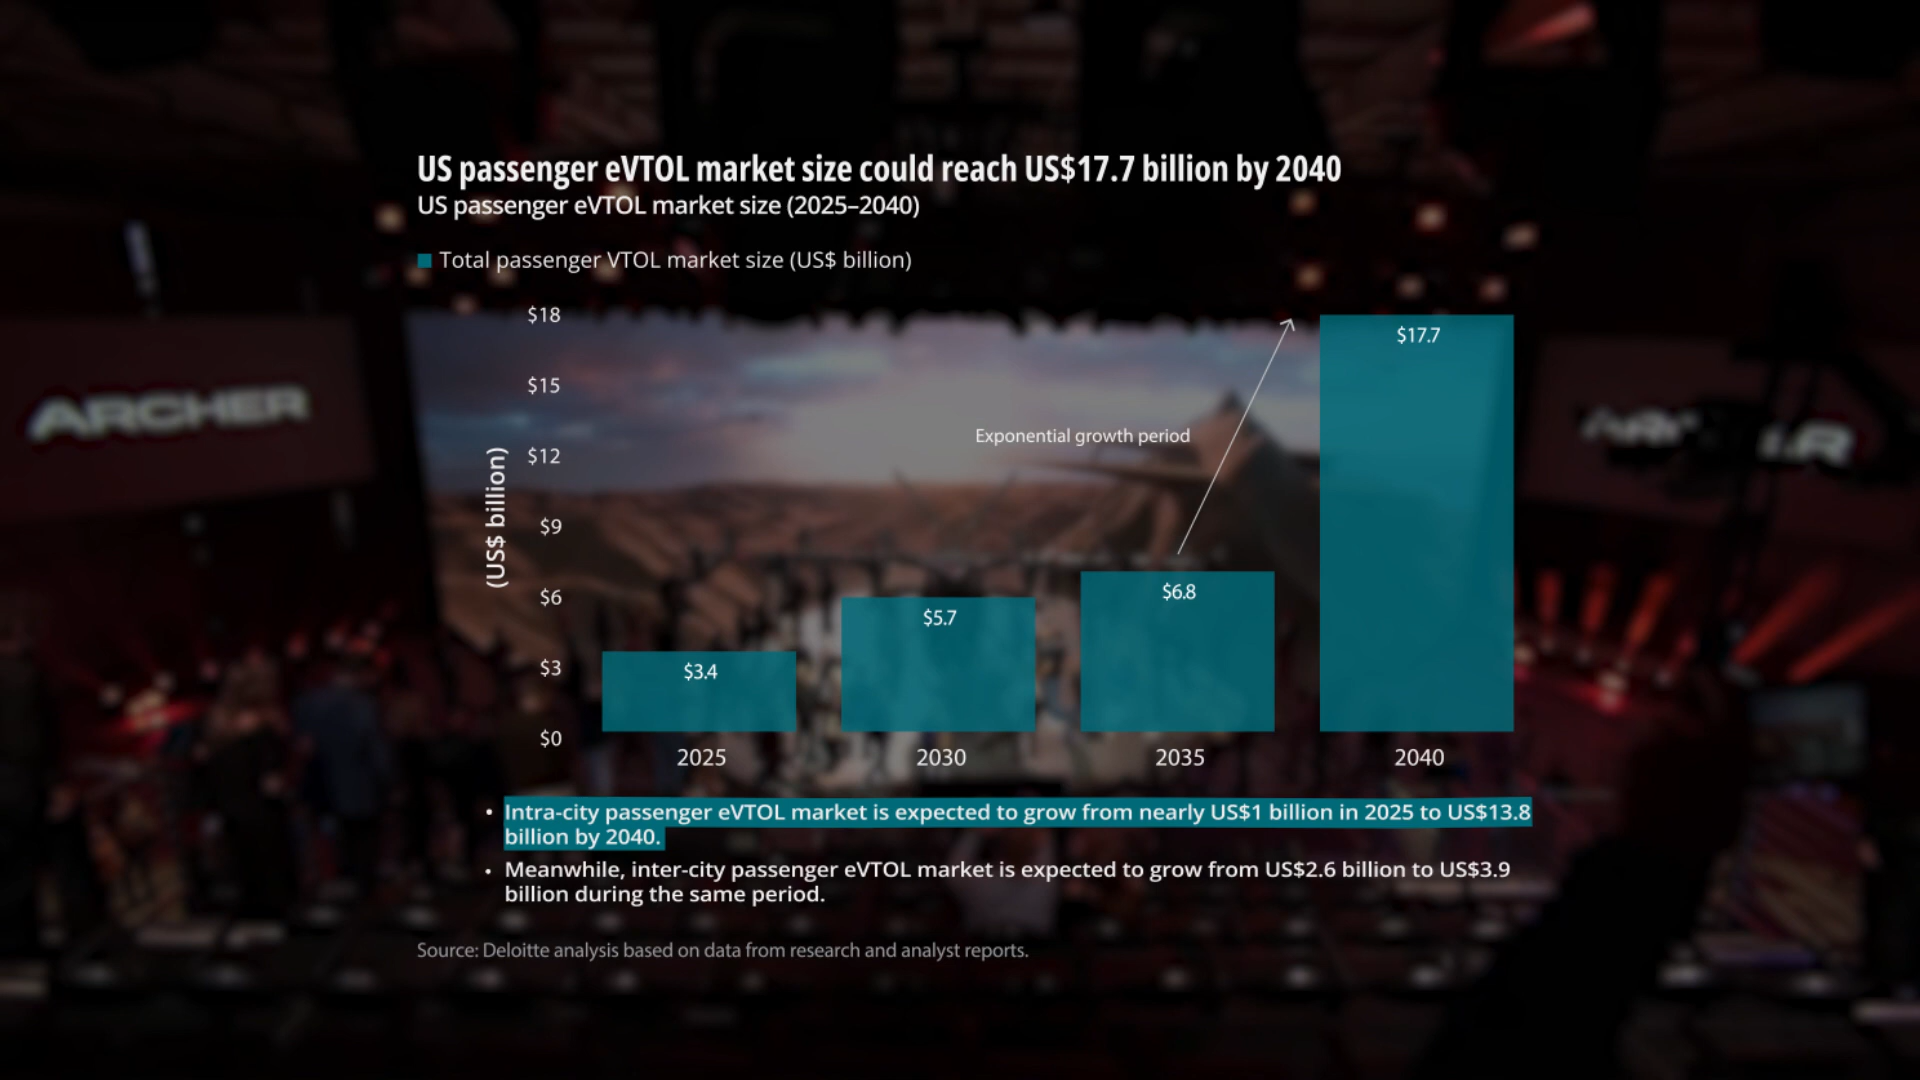 US passenger eVTOL market size could reach US$17.7 billion by 2040
US passenger eVTOL market size (2025–2040)
Total passenger VTOL market size (US$ billion)
$18
$17.7
$15
ARCHER
Exponential growth period
$12
(US$ billion)
$9
$6
$6.8
$5.7
$3
$3.4
$0
2025
2030
2035
2040
• Intra-city passenger eVTOL market is expected to grow from nearly US$1 billion in 2025 to US$13.8
billion by 2040.
• Meanwhile, inter-city passenger eVTOL market is expected to grow from US$2.6 billion to US$3.9
billion during the same period.
Source: Deloitte analysis based on data from research and analyst reports.